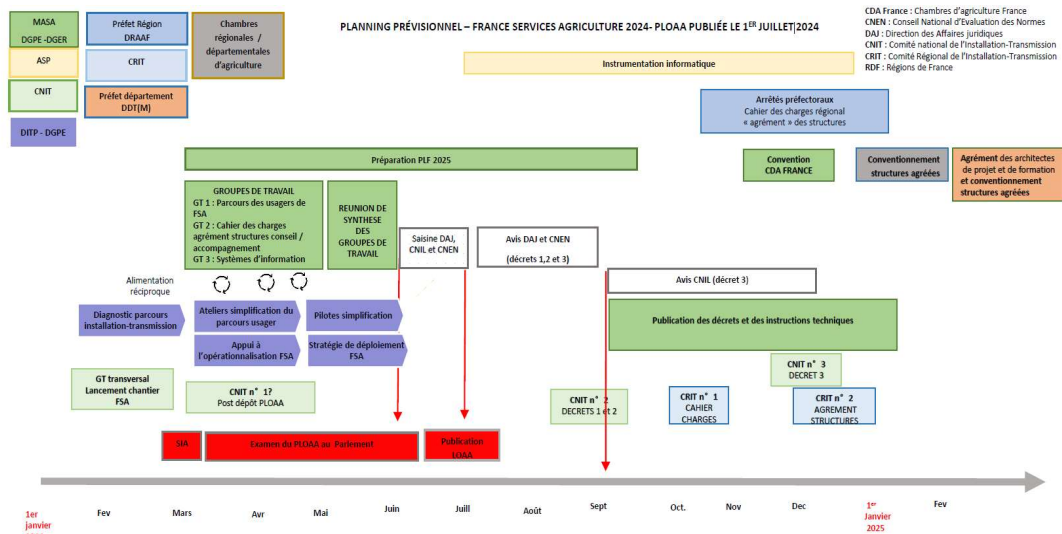 MASA
DGPE -DGER
Préfet Région
DRAAF
Chambres
régionales /
départementales
d'agriculture
ASP
CRIT
CNIT
Préfet département
DDT(M)
DITP - DGPE
PLANNING PRÉVISIONNEL – FRANCE SERVICES AGRICULTURE 2024- PLOAA PUBLIÉE LE 1ER JUILLET 2024
CDA France : Chambres d'agriculture France
CNEN : Conseil National d'Evaluation des Normes
DAJ : Direction des Affaires juridiques
CNIT : Comité national de l'Installation-Transmission
CRIT : Comité Régional de l'Installation-Transmission
RDF : Régions de France
Instrumentation informatique
Arrêtés préfectoraux
Cahier des charges régional
« agrément » des structures
Préparation PLF 2025
Convention
CDA FRANCE
Conventionnement
structures agréées
Agrément des architectes
de projet et de formation
et conventionnement
structures agréées
GROUPES DE TRAVAIL
GT 1 : Parcours des usagers de
FSA
GT 2 : Cahier des charges
agrément structures conseil /
accompagnement
GT 3 : Systèmes d'information
REUNION DE
SYNTHESE
DES
GROUPES DE
TRAVAIL
Saisine DAJ,
CNIL et CNEN
Avis DAJ et CNEN
(décrets 1,2 et 3)
Avis CNIL (décret 3)
Alimentation
réciproque
Diagnostic parcours
installation-transmission
Ateliers simplification du
parcours usager
Pilotes simplification
Appui à
l'opérationnalisation FSA
Stratégie de déploiement
FSA
Publication des décrets et des instructions techniques
GT transversal
Lancement chantier
FSA
CNIT n° 1?
Post dépôt PLOAA
CNIT n° 2
DECRETS 1 et 2
CRIT n° 1
CAHIER
CHARGES
CNIT n° 3
DECRET 3
CRIT n° 2
AGREMENT
STRUCTURES
SIA
Examen du PLOAA au Parlement
Publication
LOAA
1er
janvier
Fev
Mars
Avr
Mai
Juin
Juill
Août
Sept
Oct.
Nov
Dec
1er
Janvier
2025
Fev